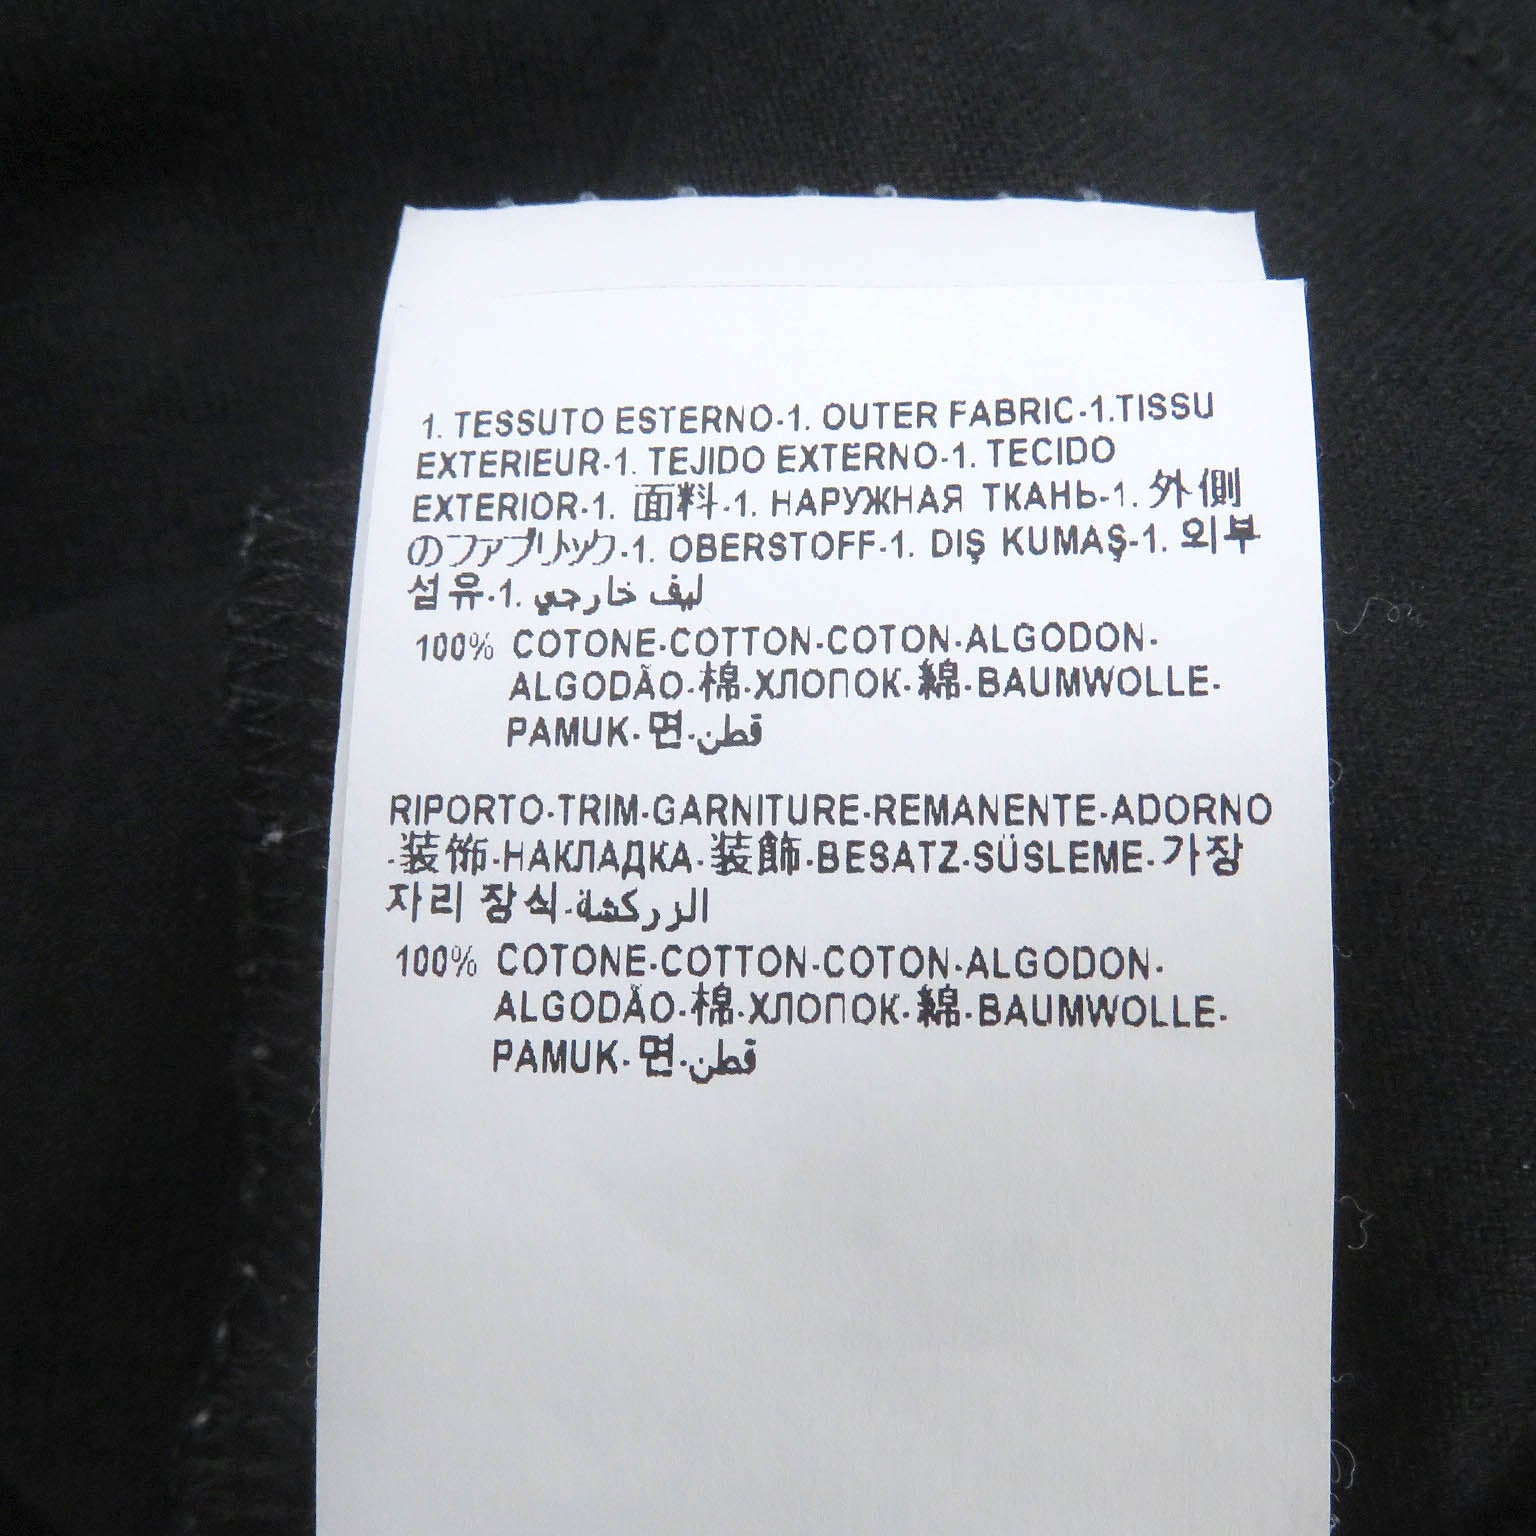 1. TESSUTO ESTERNO-1. OUTER FABRIC-1.TISSU
EXTERIEUR-1. TEJIDO EXTERNO-1. TECIDO
EXTERIOR-1. 面料-1. НАРУЖНАЯ ТКАНЬ-1. 外側
のファブリック-1. OBERSTOFF-1. DIŞ KUMAŞ-1. 외부
섬유-1. ليف خارجي
100% COTONE-COTTON-COTON-ALGODON-
ALGODÃO-棉-ХЛОПОК-綿-BAUMWOLLE-
PAMUK-면-قطن
RIPORTO-TRIM-GARNITURE-REMANENTE-ADORNO
-装饰-НАКЛАДКА-装飾-BESATZ-SÜSLEME-가장
자리 장식-الزركشة
100% COTONE-COTTON-COTON-ALGODON-
ALGODÃO-棉-ХЛОПОК-綿-BAUMWOLLE-
PAMUK-면-قطن